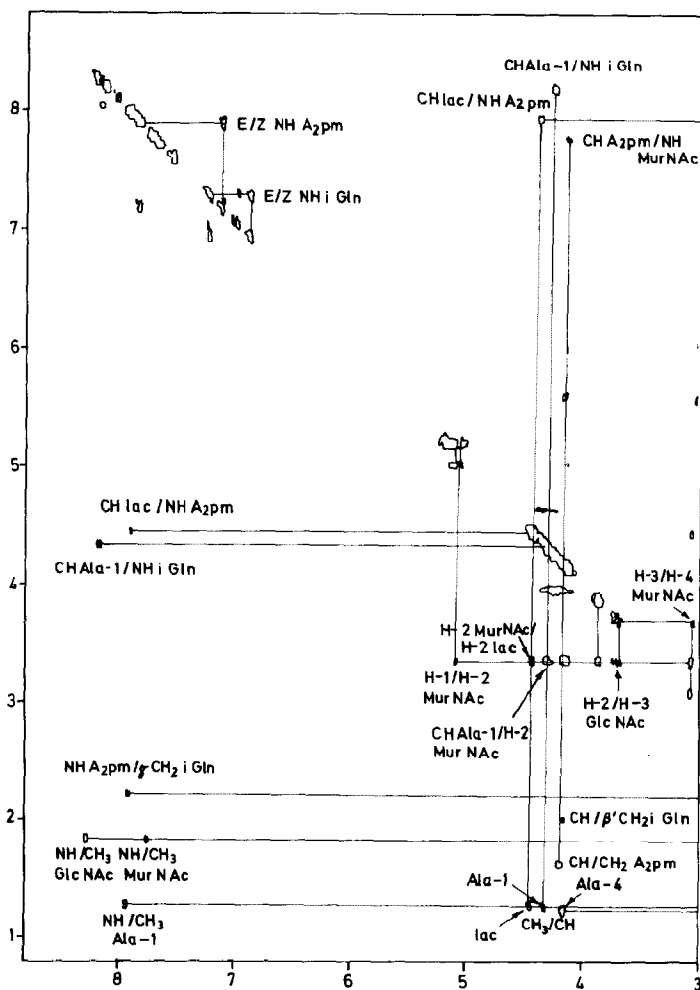 CHAla-1/NH i Gln
8
CHlac/NH A₂pm
E/Z NH A₂pm
CH A₂pm/NH
MurNAc
E/Z NH i Gln
7
6
5
CH lac/NH A₂pm
CHAla-1/NH i Gln
4
H-3/H-4
MurNAc
H-2 MurNAc/
H-2 lac
H-1/H-2
MurNAc
3
H-2/H-3
GlcNAc
CHAla-1/H-2
MurNAc
NH A₂pm/γCH₂ i Gln
2
CH/β'CH₂i Gln
NH/CH₃ NH/CH₃
GlcNAc MurNAc
CH/CH₂ A₂pm
Ala-1
Ala-4
NH/CH₃
Ala-1
lac
CH₃/CH
1
8 7 6 5 4 3